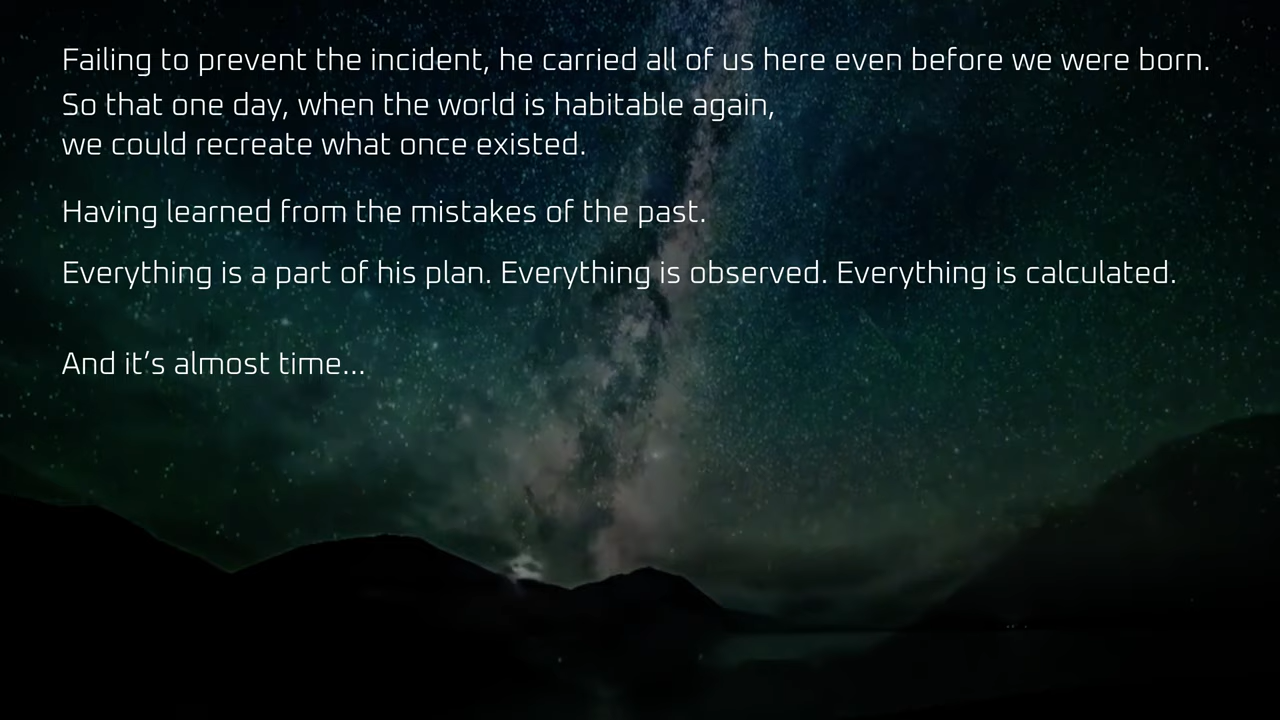 Failing to prevent the incident, he carried all of us here even before we were born.
So that one day, when the world is habitable again,
we could recreate what once existed.
Having learned from the mistakes of the past.
Everything is a part of his plan. Everything is observed. Everything is calculated.
And it’s almost time...